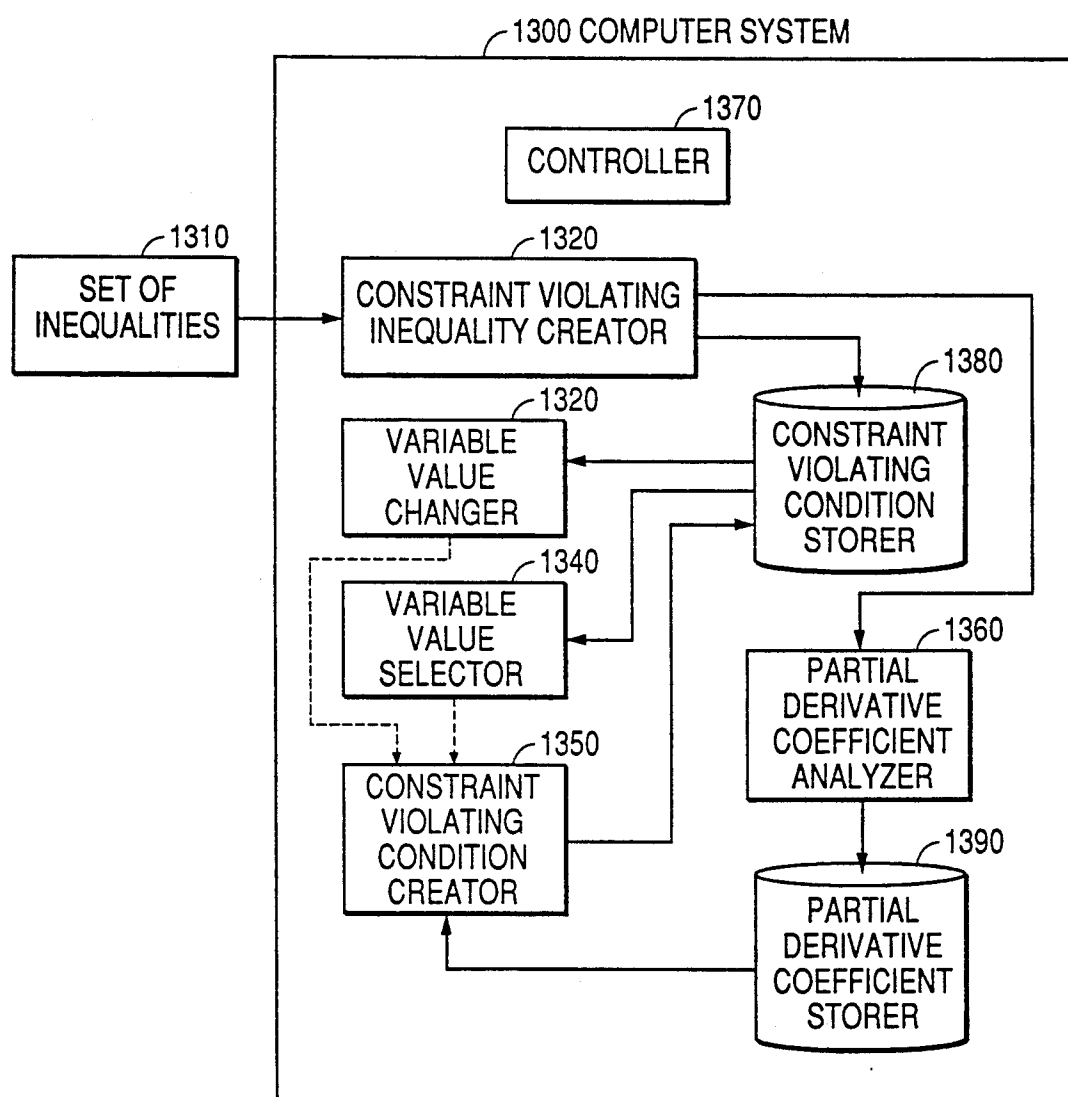 1300 COMPUTER SYSTEM
1370
CONTROLLER
1310
SET OF
INEQUALITIES
1320
CONSTRAINT VIOLATING
INEQUALITY CREATOR
1380
CONSTRAINT
VIOLATING
CONDITION
STORER
1320
VARIABLE
VALUE
CHANGER
1340
VARIABLE
VALUE
SELECTOR
1360
PARTIAL
DERIVATIVE
COEFFICIENT
ANALYZER
1350
CONSTRAINT
VIOLATING
CONDITION
CREATOR
1390
PARTIAL
DERIVATIVE
COEFFICIENT
STORER